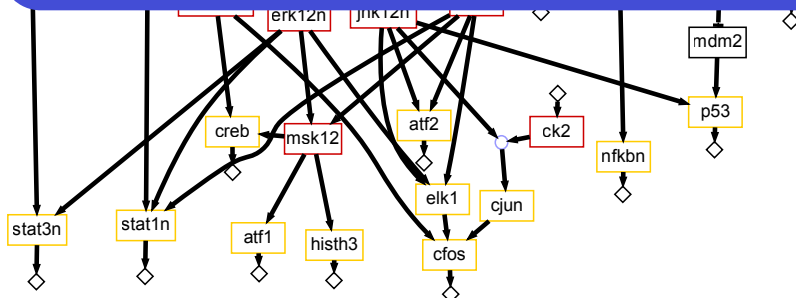 erk12n
jnk12n
mdm2
p53
creb
msk12
atf2
ck2
nfkbn
elk1
cjun
stat3n
stat1n
atf1
histh3
cfos